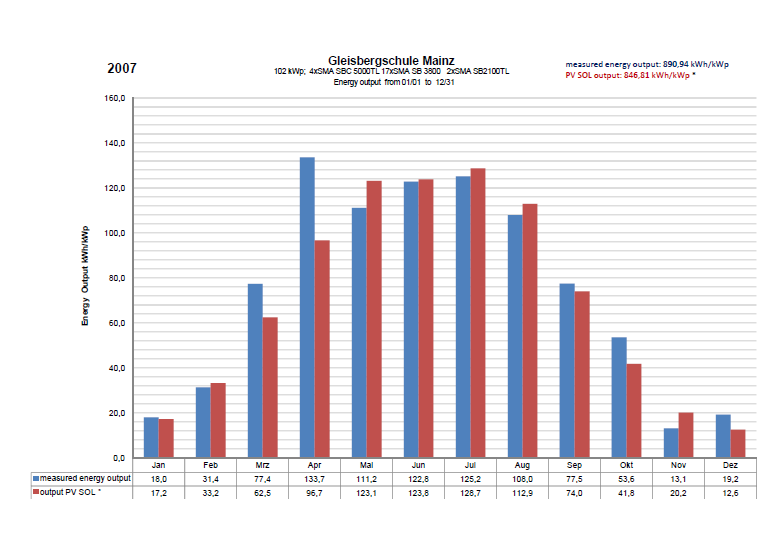 2007
Gleisbergschule Mainz
102 kWp; 4xSMA SBC 5000TL 17xSMA SB 3800 2xSMA SB2100TL
Energy output from 01/01 to 12/31
measured energy output: 890,94 kWh/kWp
PV SOL output: 846,81 kWh/kWp *
Energy Output kWh/kWp
160,0
140,0
120,0
100,0
80,0
60,0
40,0
20,0
0,0
Jan Feb Mrz Apr Mai Jun Jul Aug Sep Okt Nov Dez
measured energy output 18,0 31,4 77,4 133,7 111,2 122,8 125,2 108,0 77,5 53,6 13,1 19,2
output PV SOL * 17,2 33,2 62,5 96,7 123,1 123,8 128,7 112,9 74,0 41,8 20,2 12,6